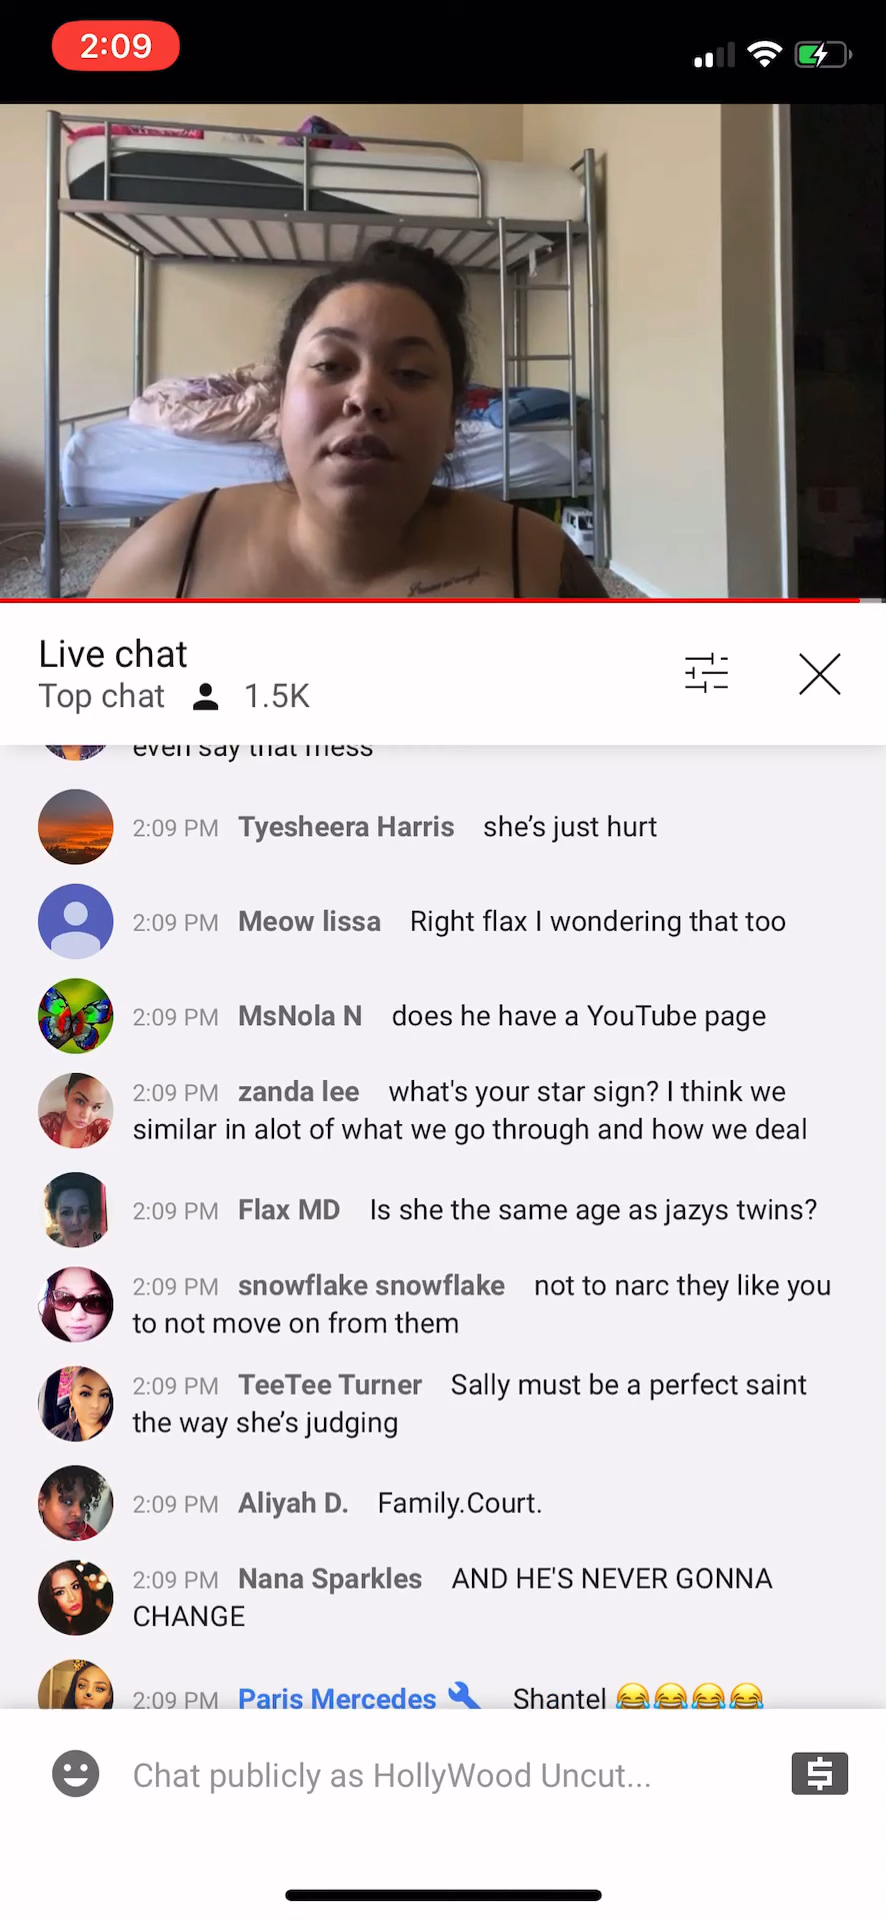 2:09
Live chat
Top chat 1.5K
even say that mess
2:09 PM Tyesheera Harris she’s just hurt
2:09 PM Meow lissa Right flax I wondering that too
2:09 PM MsNola N does he have a YouTube page
2:09 PM zanda lee what's your star sign? I think we
similar in alot of what we go through and how we deal
2:09 PM Flax MD Is she the same age as jazys twins?
2:09 PM snowflake snowflake not to narc they like you
to not move on from them
2:09 PM TeeTee Turner Sally must be a perfect saint
the way she’s judging
2:09 PM Aliyah D. Family.Court.
2:09 PM Nana Sparkles AND HE'S NEVER GONNA
CHANGE
2:09 PM Paris Mercedes Shantel 😂😂😂😂
Chat publicly as HollyWood Uncut...